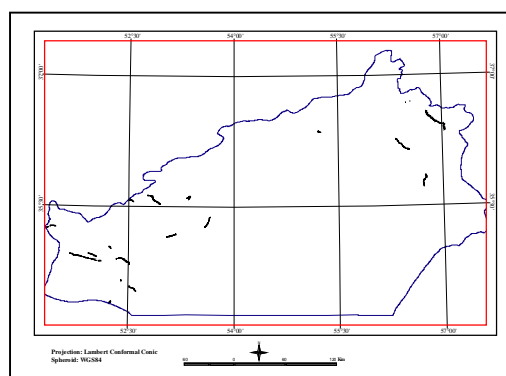 52°30' 54°00' 55°30' 57°00'
37°00' 37°00'
35°30' 35°30'
52°30' 54°00' 55°30' 57°00'
Projection: Lambert Conformal Conic
Spheroid: WGS84
60 0 60 120 Km